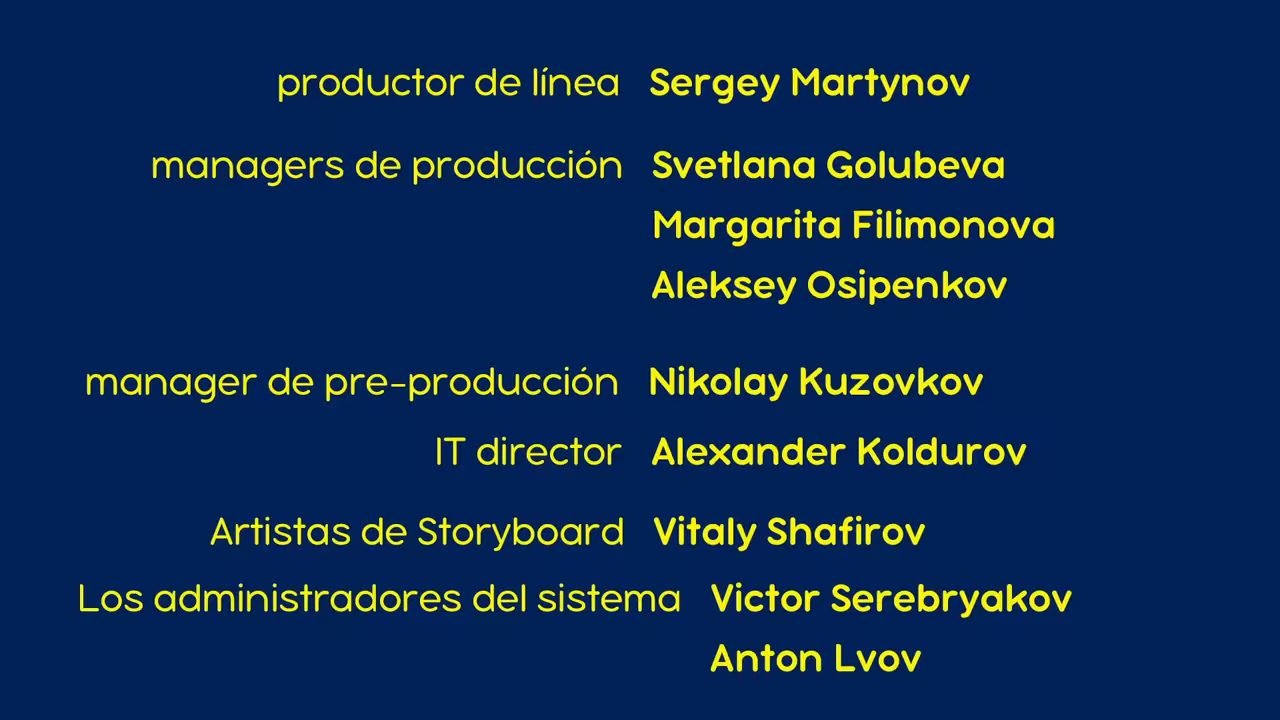 productor de línea Sergey Martynov
managers de producción Svetlana Golubeva
Margarita Filimonova
Aleksey Osipenkov
manager de pre-producción Nikolay Kuzovkov
IT director Alexander Koldurov
Artistas de Storyboard Vitaly Shafirov
Los administradores del sistema Victor Serebryakov
Anton Lvov